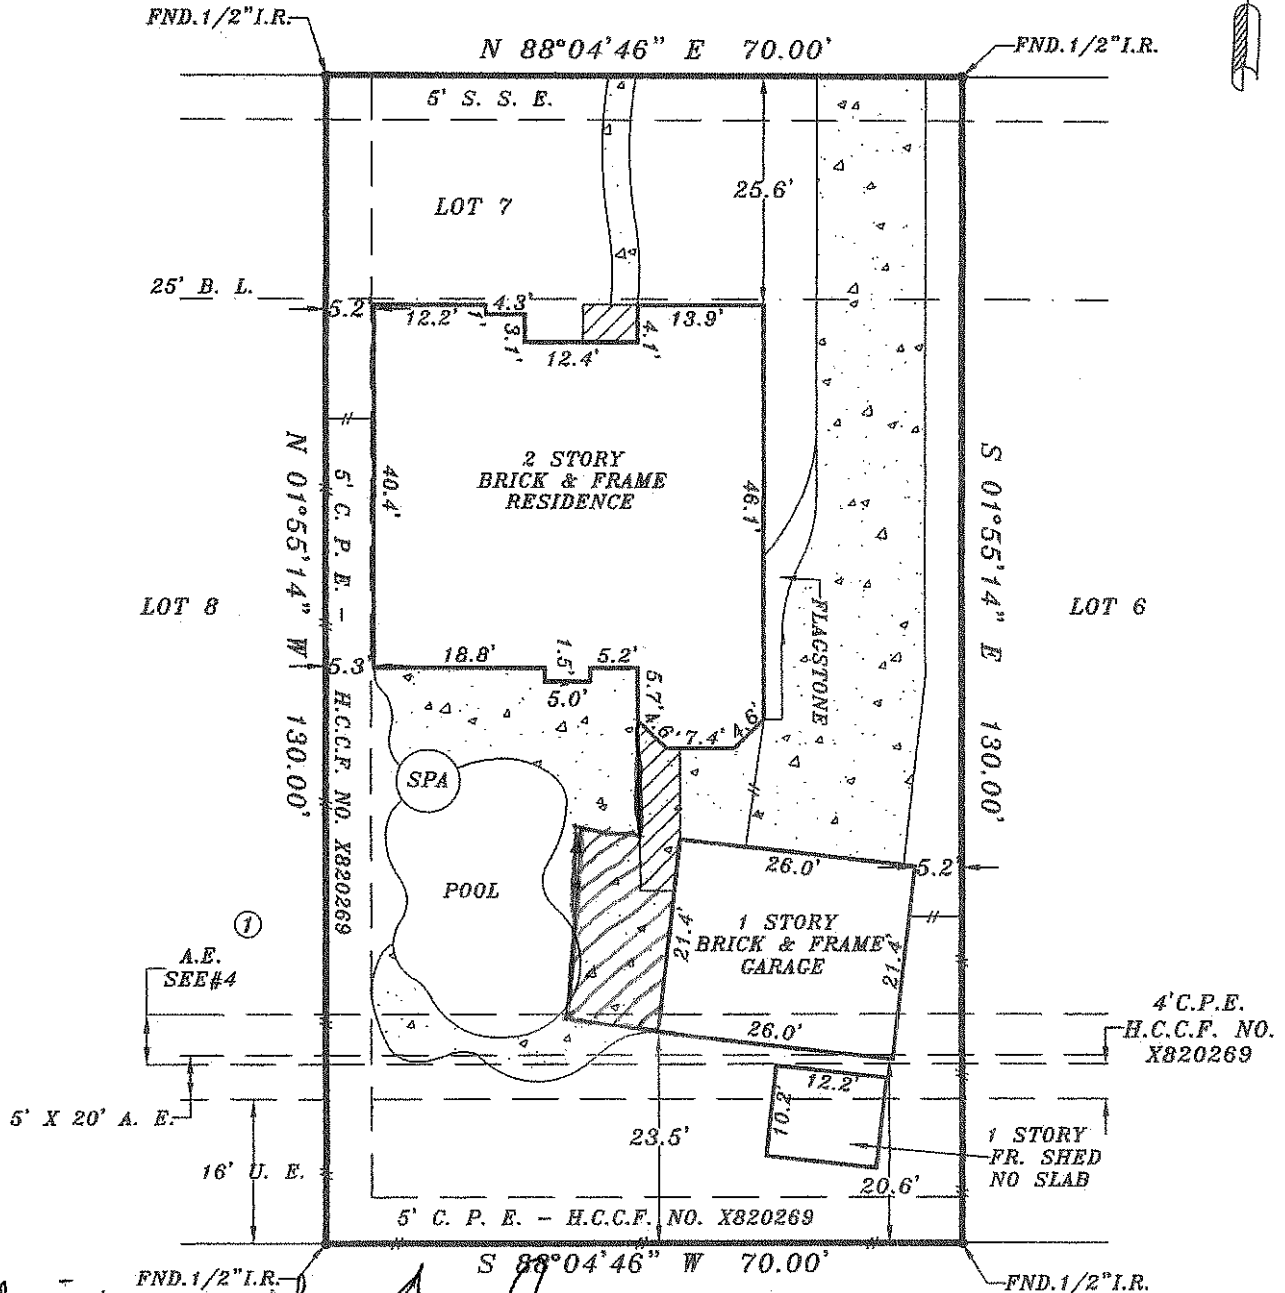 FND.1/2"I.R.
N 88°04'46" E 70.00'
FND.1/2"I.R.
5' S. S. E.
25.6'
LOT 7
25' B. L.
5.2'
12.2'
1'
4.3'
3.1'
12.4'
4.1'
13.9'
2 STORY
BRICK & FRAME
RESIDENCE
40.4'
46.1'
N 01°55'14" W 130.00'
5' C. P. E. - H.C.C.F. NO. X820269
S 01°55'14" E 130.00'
LOT 8
LOT 6
FLAGSTONE
5.3'
18.8'
1.5'
5.0'
5.2'
5.7'
4.6'
7.4'
4.6'
SPA
POOL
26.0'
5.2'
1 STORY
BRICK & FRAME
GARAGE
21.4'
21.4'
26.0'
1
A.E.
SEE#4
4'C.P.E.
H.C.C.F. NO.
X820269
5' X 20' A. E.
12.2'
10.2'
23.5'
1 STORY
FR. SHED
NO SLAB
16' U. E.
20.6'
5' C. P. E. - H.C.C.F. NO. X820269
S 88°04'46" W 70.00'
FND.1/2"I.R.
FND.1/2"I.R.